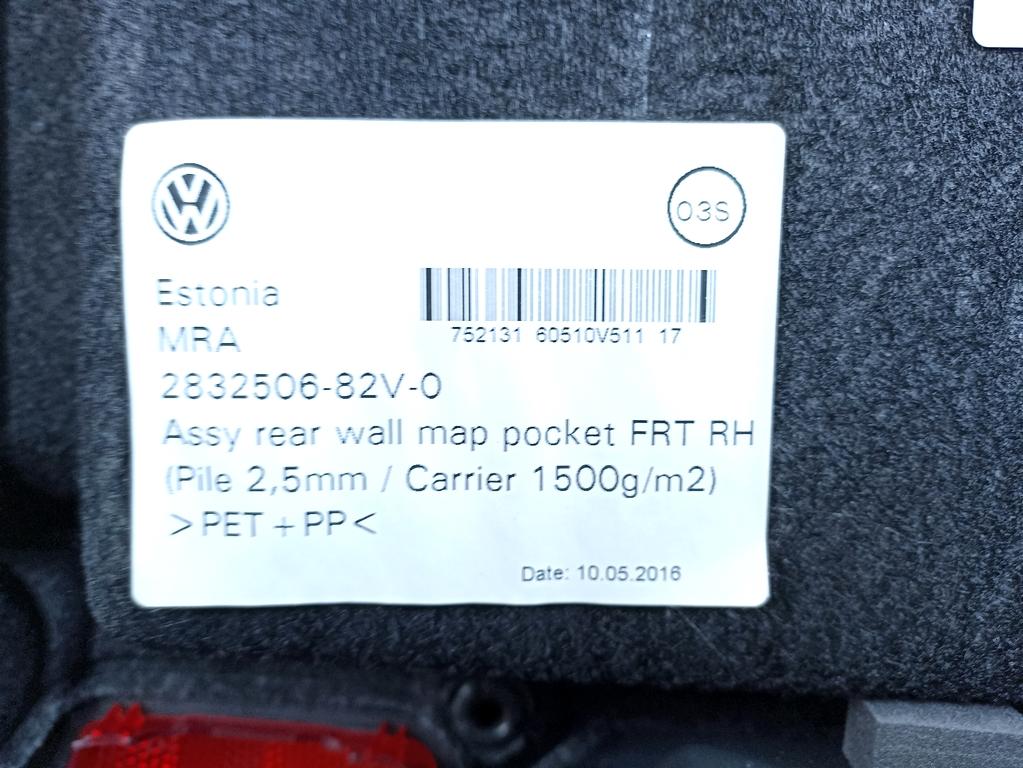 03S
Estonia
MRA
752131 60510V511 17
2832506-82V-0
Assy rear wall map pocket FRT RH
(Pile 2,5mm / Carrier 1500g/m2)
>PET+PP<
Date: 10.05.2016